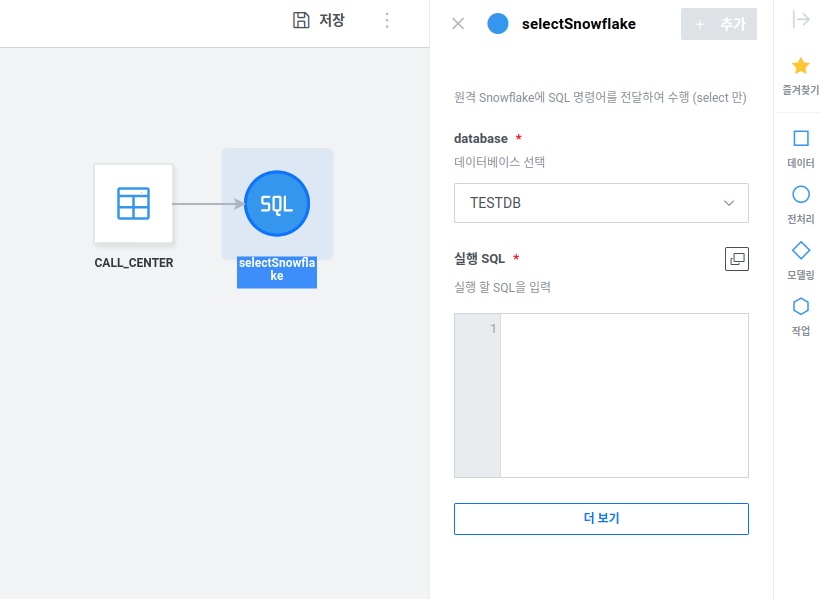 저장
selectSnowflake
+ 추가
즐겨찾기
원격 Snowflake에 SQL 명령어를 전달하여 수행 (select 만)
database *
데이터베이스 선택
TESTDB
실행 SQL *
실행 할 SQL을 입력
1
더 보기
SQL
CALL_CENTER
selectSnowfla
ke
데이터
전처리
모델링
작업